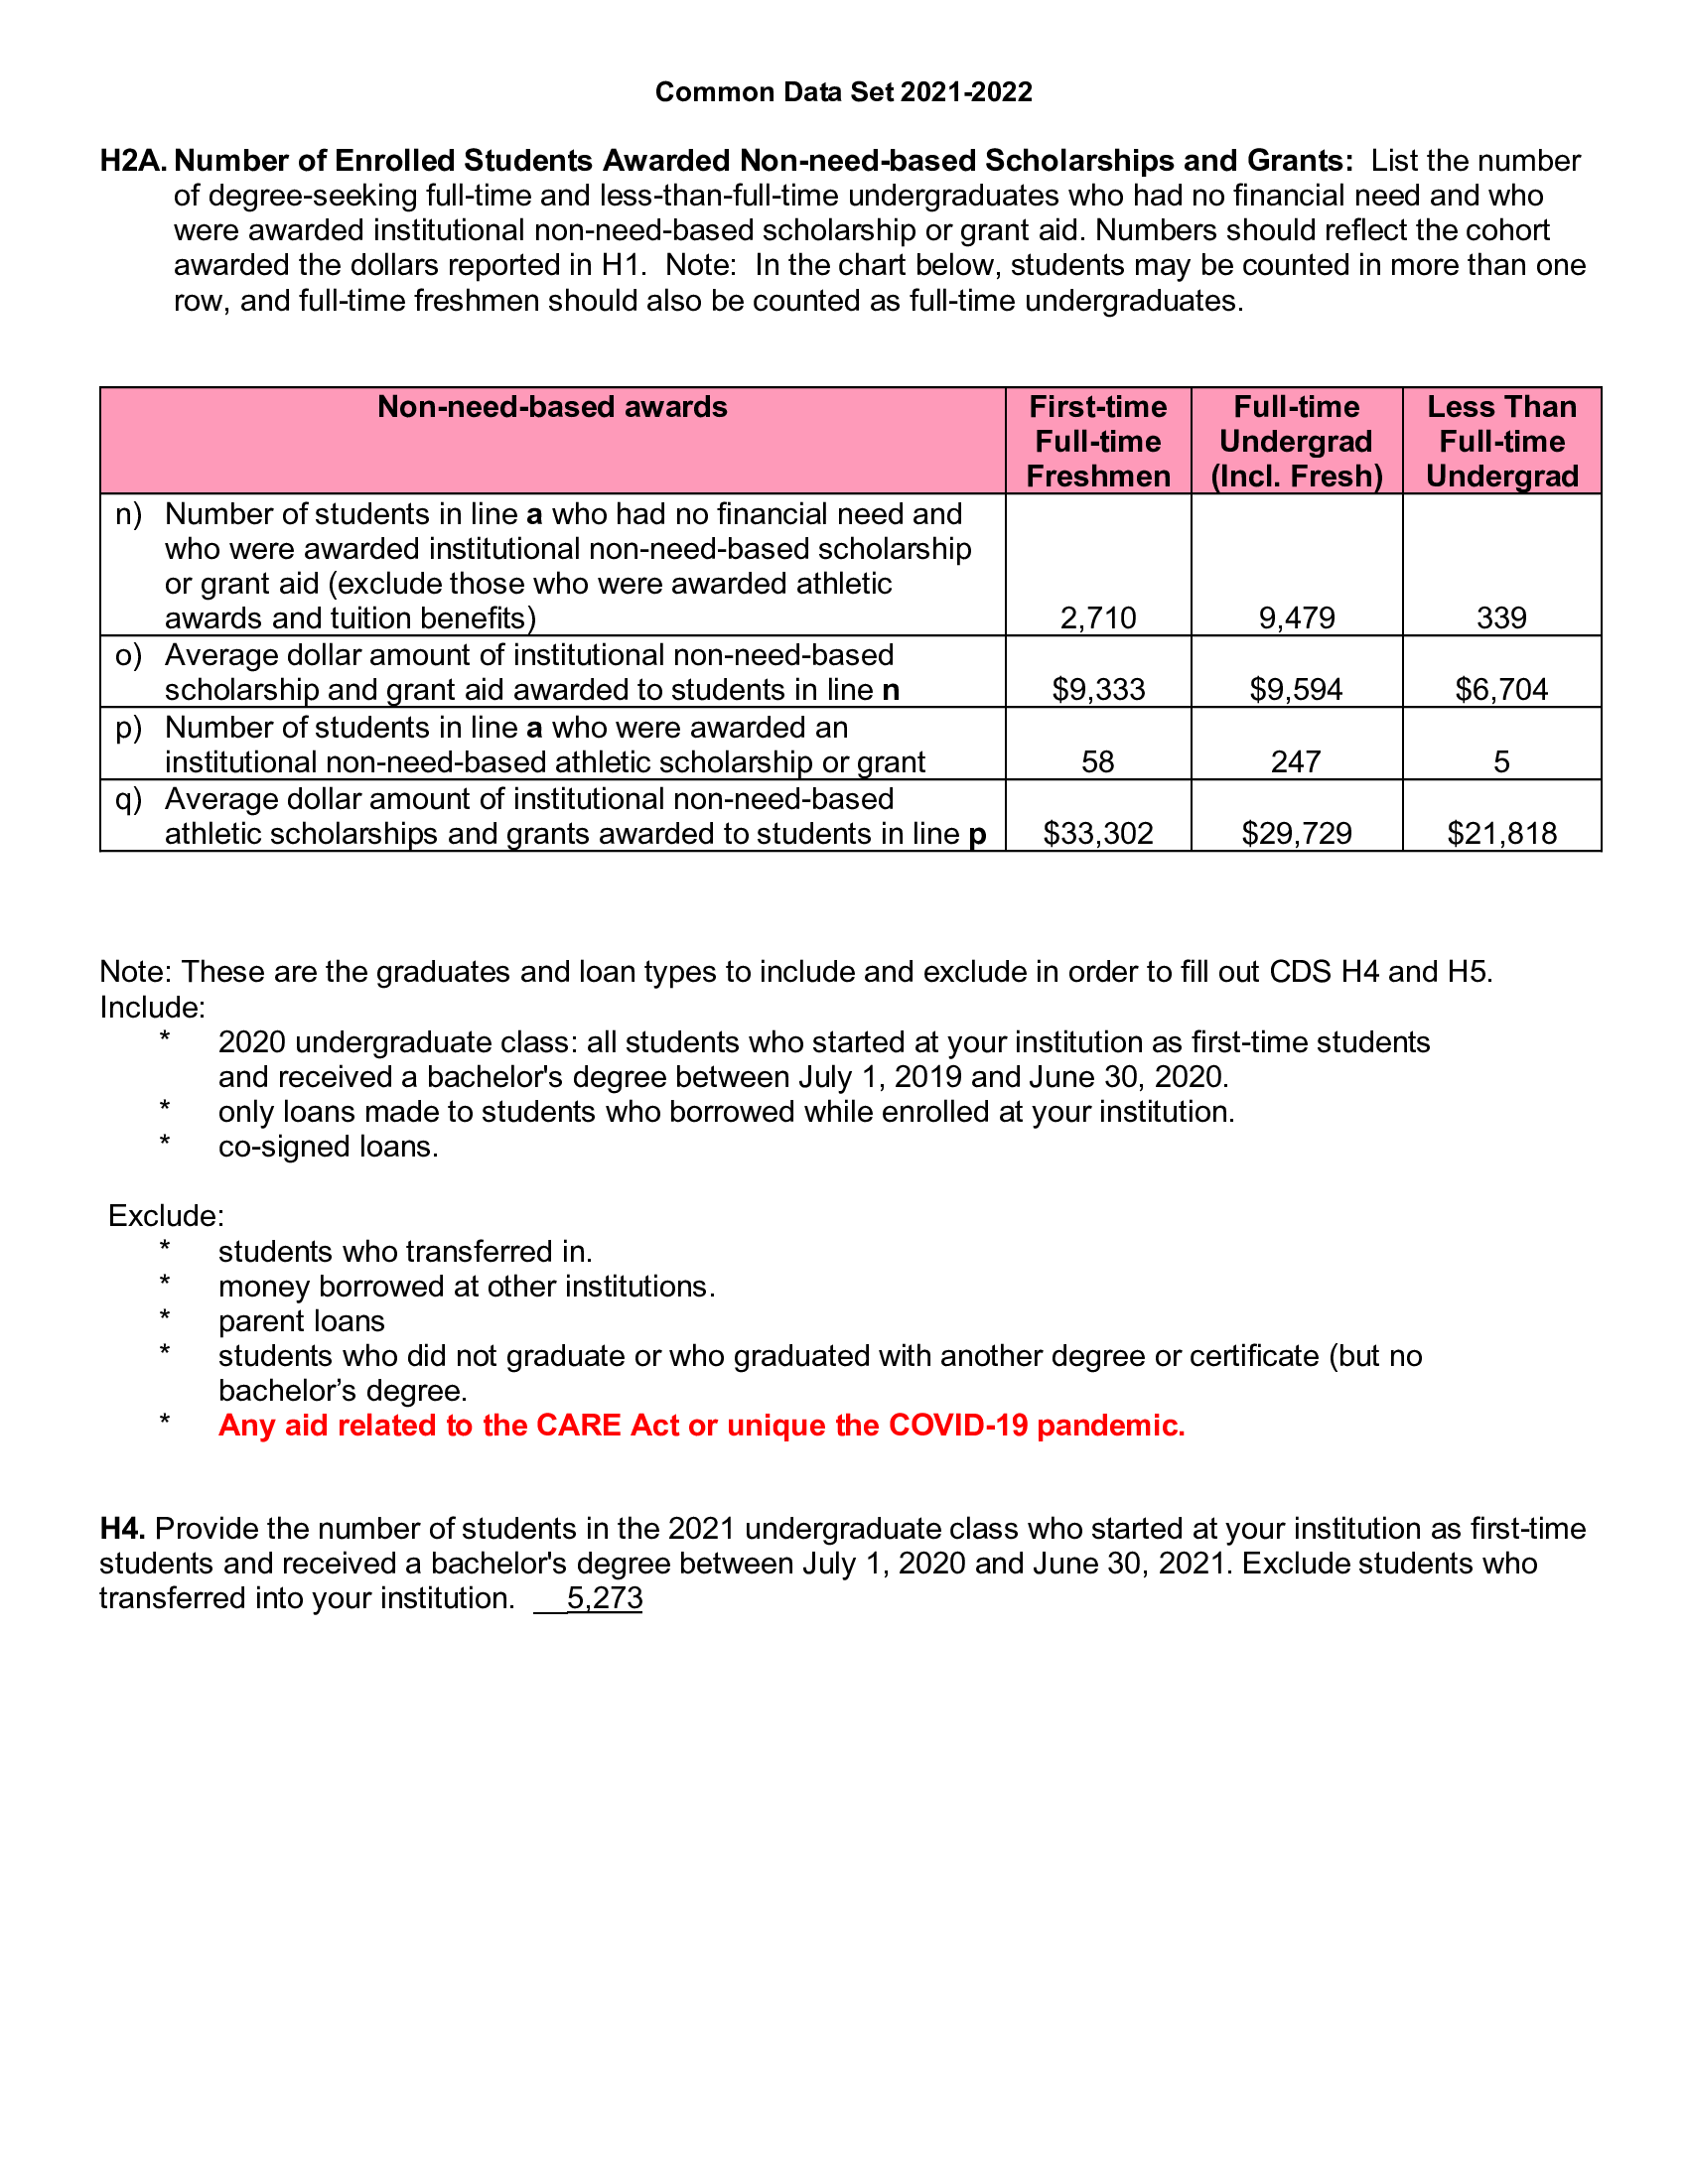 Common Data Set 2021-2022
H2A. Number of Enrolled Students Awarded Non-need-based Scholarships and Grants: List the number
of degree-seeking full-time and less-than-full-time undergraduates who had no financial need and who
were awarded institutional non-need-based scholarship or grant aid. Numbers should reflect the cohort
awarded the dollars reported in H1. Note: In the chart below, students may be counted in more than one
row, and full-time freshmen should also be counted as full-time undergraduates.
Non-need-based awards
First-time
Full-time
Freshmen
Full-time
Undergrad
(Incl. Fresh)
Less Than
Full-time
Undergrad
n) Number of students in line a who had no financial need and
who were awarded institutional non-need-based scholarship
or grant aid (exclude those who were awarded athletic
awards and tuition benefits) 2,710 9,479 339
o) Average dollar amount of institutional non-need-based
scholarship and grant aid awarded to students in line n $9,333 $9,594 $6,704
p) Number of students in line a who were awarded an
institutional non-need-based athletic scholarship or grant 58 247 5
q) Average dollar amount of institutional non-need-based
athletic scholarships and grants awarded to students in line p $33,302 $29,729 $21,818
Note: These are the graduates and loan types to include and exclude in order to fill out CDS H4 and H5.
Include:
* 2020 undergraduate class: all students who started at your institution as first-time students
and received a bachelor's degree between July 1, 2019 and June 30, 2020.
* only loans made to students who borrowed while enrolled at your institution.
* co-signed loans.
Exclude:
* students who transferred in.
* money borrowed at other institutions.
* parent loans
* students who did not graduate or who graduated with another degree or certificate (but no
bachelor’s degree.
* Any aid related to the CARE Act or unique the COVID-19 pandemic.
H4. Provide the number of students in the 2021 undergraduate class who started at your institution as first-time
students and received a bachelor's degree between July 1, 2020 and June 30, 2021. Exclude students who
transferred into your institution. __5,273